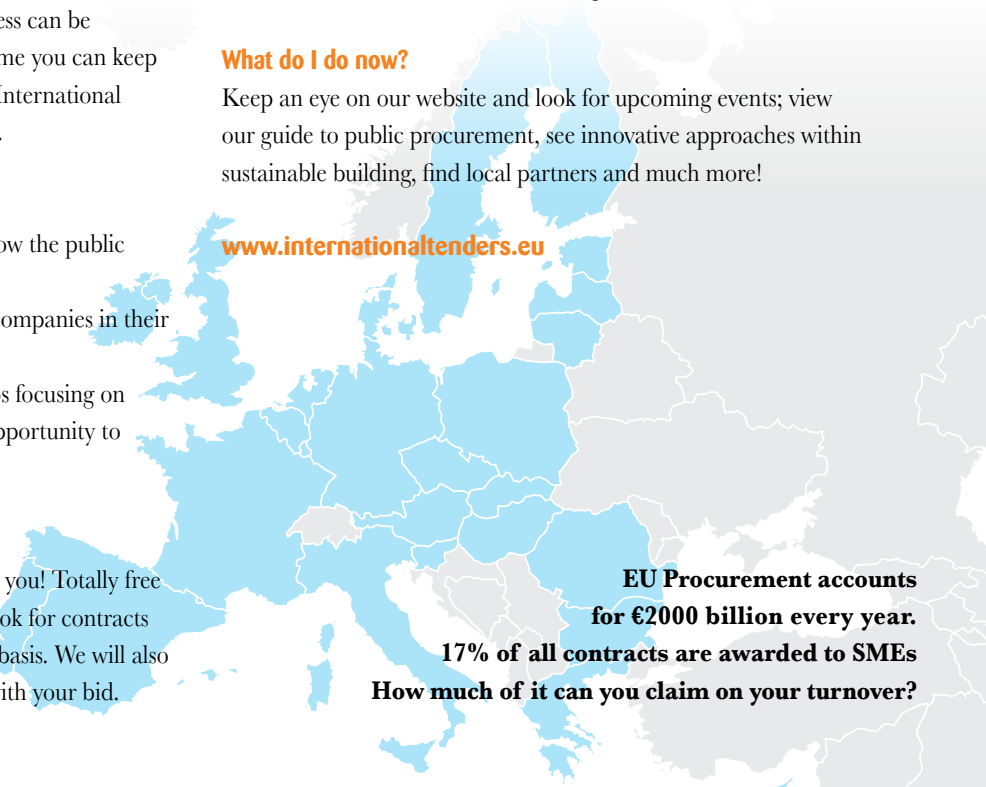 ess can be
me you can keep
International
.
ow the public
ompanies in their
s focusing on
pportunity to
you! Totally free
ok for contracts
basis. We will also
ith your bid.
What do I do now?
Keep an eye on our website and look for upcoming events; view
our guide to public procurement, see innovative approaches within
sustainable building, find local partners and much more!
www.internationaltenders.eu
EU Procurement accounts
for €2000 billion every year.
17% of all contracts are awarded to SMEs
How much of it can you claim on your turnover?